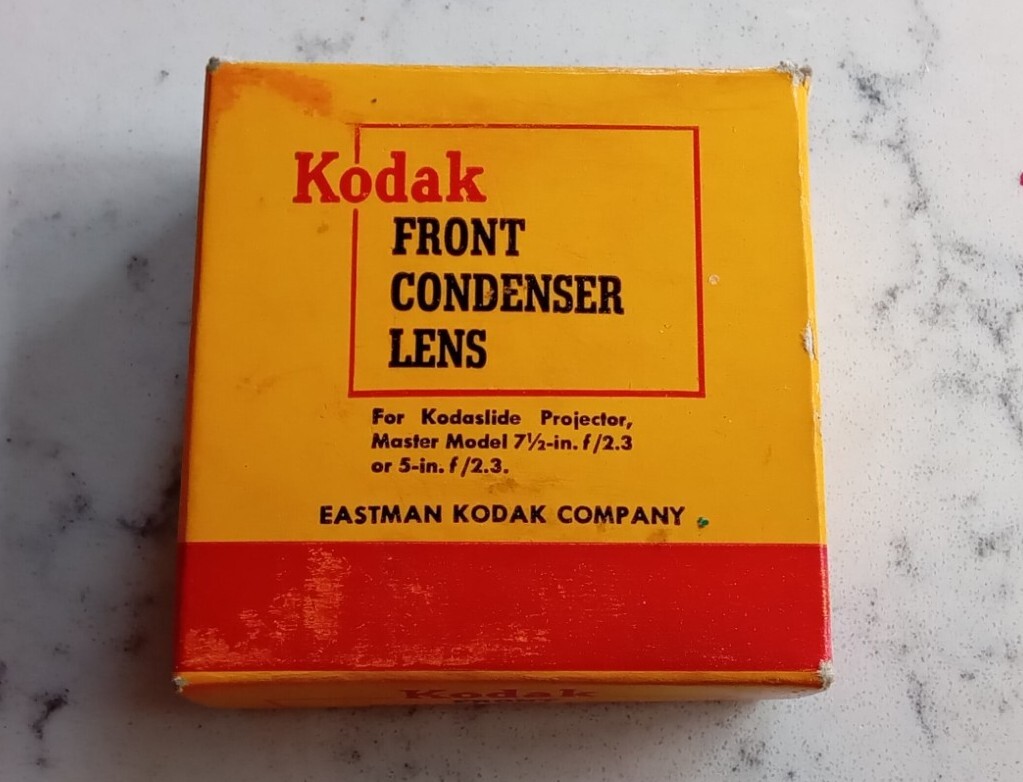 Kodak
FRONT
CONDENSER
LENS
For Kodaslide Projector,
Master Model 7½-in. f/2.3
or 5-in. f/2.3.
EASTMAN KODAK COMPANY
Kodak